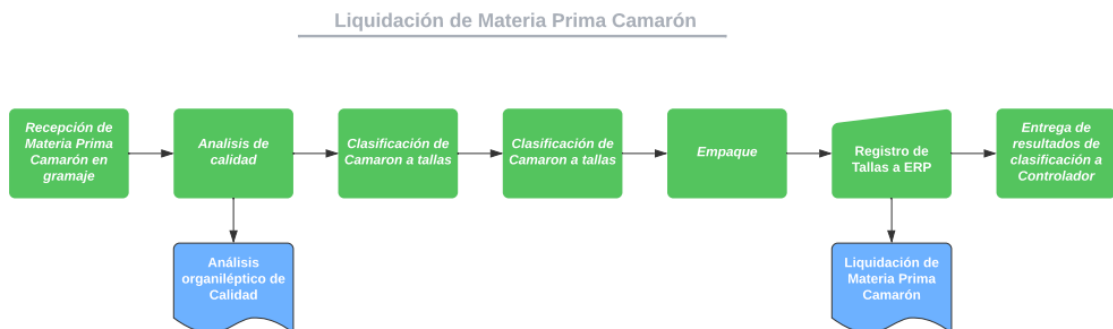 Liquidación de Materia Prima Camarón
Recepción de
Materia Prima
Camarón en
gramaje
Analisis de
calidad
Clasificación de
Camaron a tallas
Clasificación de
Camaron a tallas
Empaque
Registro de
Tallas a ERP
Entrega de
resultados de
clasificación a
Controlador
Análisis
organiléptico de
Calidad
Liquidación de
Materia Prima
Camarón